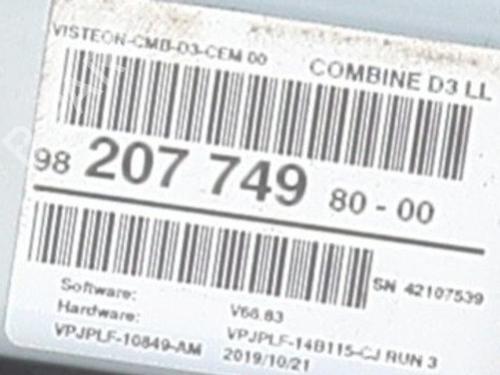 VISTEON-CMB-D3-CEM 00 COMBINE D3 LL
98 207 749 80 - 00
SN 42107539
Software: V66.83
Hardware: VPJPLF-14B115-CJ RUN 3
VPJPLF-10849-AM 2019/10/21